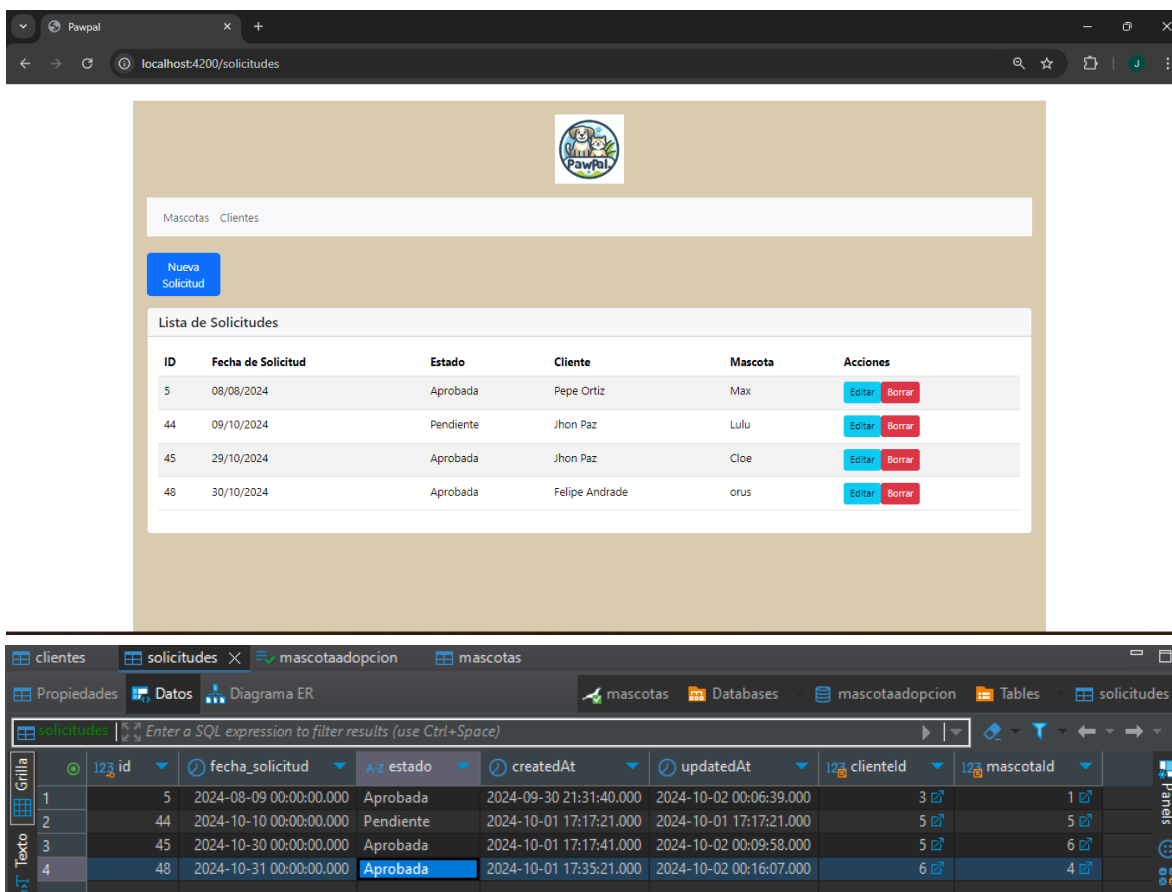 Pawpal
localhost:4200/solicitudes
J
PawPal
Mascotas Clientes
Nueva
Solicitud
Lista de Solicitudes
ID Fecha de Solicitud Estado Cliente Mascota Acciones
5 08/08/2024 Aprobada Pepe Ortiz Max Editar Borrar
44 09/10/2024 Pendiente Jhon Paz Lulu Editar Borrar
45 29/10/2024 Aprobada Jhon Paz Cloe Editar Borrar
48 30/10/2024 Aprobada Felipe Andrade orus Editar Borrar
clientes solicitudes mascotaadopcion mascotas
Propiedades Datos Diagrama ER mascotas Databases mascotaadopcion Tables solicitudes
solicitudes Enter a SQL expression to filter results (use Ctrl+Space)
Grilla
Texto
Panels
123 id fecha_solicitud A-Z estado createdAt updatedAt 123 clienteId 123 mascotaId
1 5 2024-08-09 00:00:00.000 Aprobada 2024-09-30 21:31:40.000 2024-10-02 00:06:39.000 3 1
2 44 2024-10-10 00:00:00.000 Pendiente 2024-10-01 17:17:21.000 2024-10-01 17:17:21.000 5 5
3 45 2024-10-30 00:00:00.000 Aprobada 2024-10-01 17:17:41.000 2024-10-02 00:09:58.000 5 6
4 48 2024-10-31 00:00:00.000 Aprobada 2024-10-01 17:35:21.000 2024-10-02 00:16:07.000 6 4